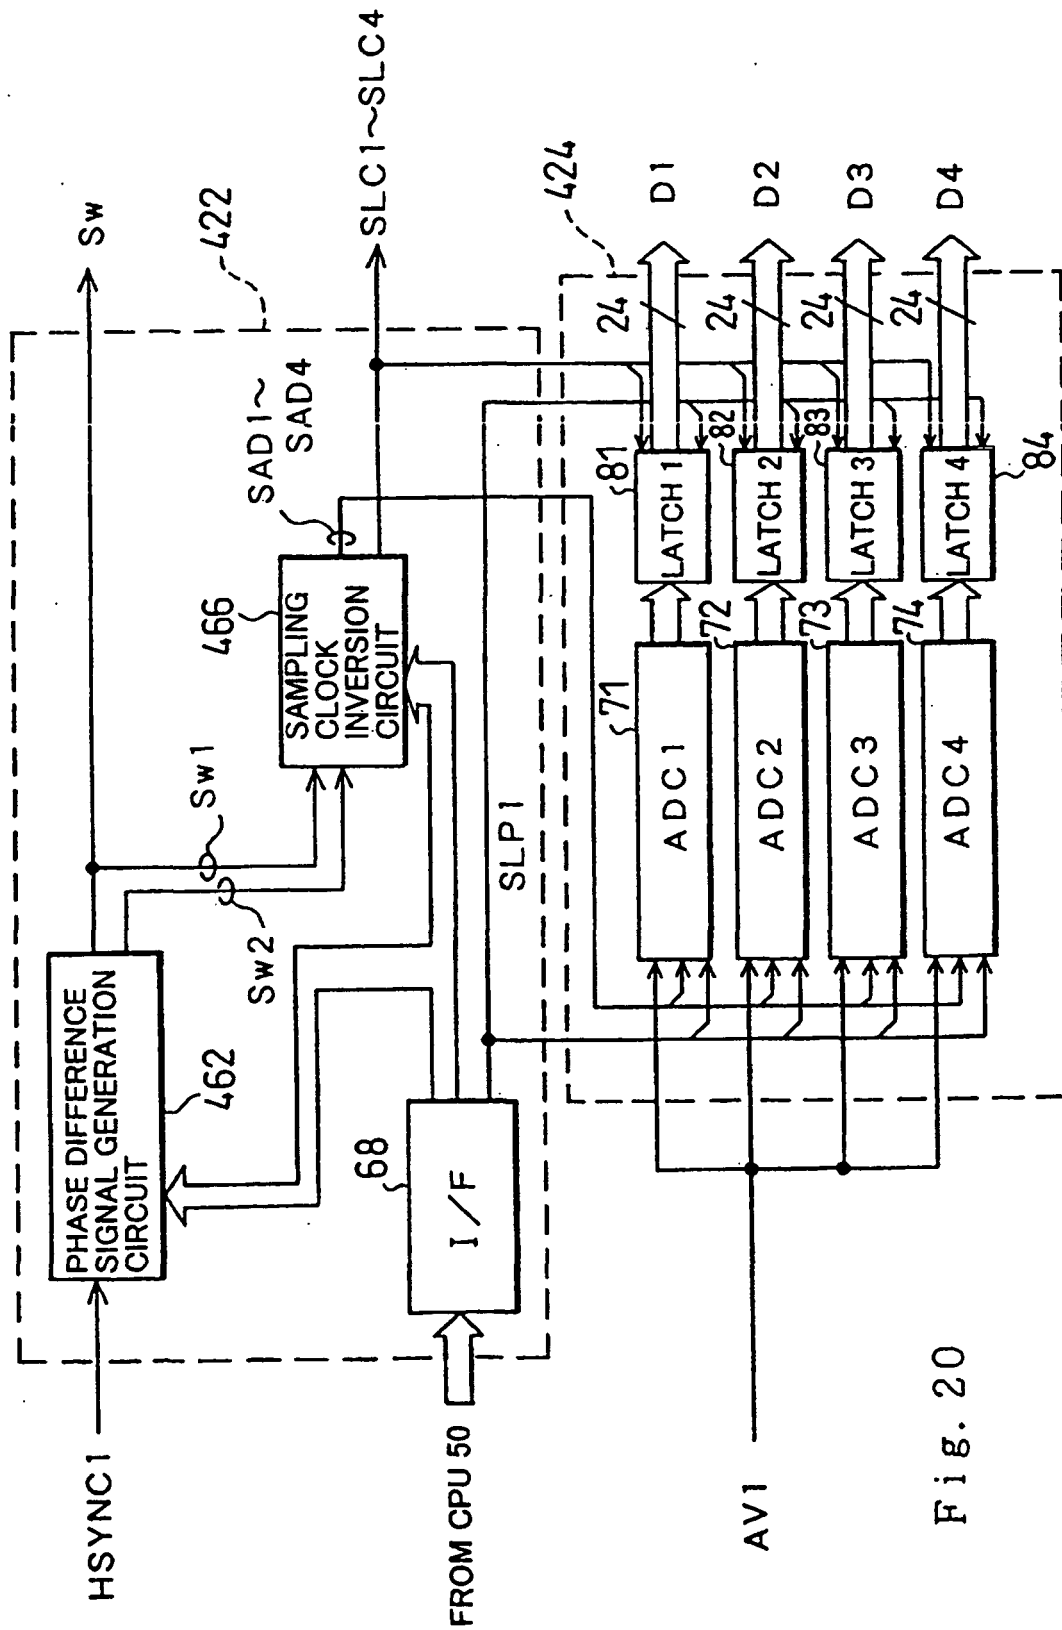 HSYNC1
PHASE DIFFERENCE
SIGNAL GENERATION
CIRCUIT
462
Sw
Sw1
Sw2
422
466
SAMPLING
CLOCK
INVERSION
CIRCUIT
SAD1~
SAD4
SLC1~SLC4
FROM CPU 50
68
I/F
SLP1
424
AV1
71
ADC1
81
LATCH 1
24
D1
72
ADC2
82
LATCH 2
24
D2
73
ADC3
83
LATCH 3
24
D3
74
ADC4
84
LATCH 4
24
D4
Fig. 20